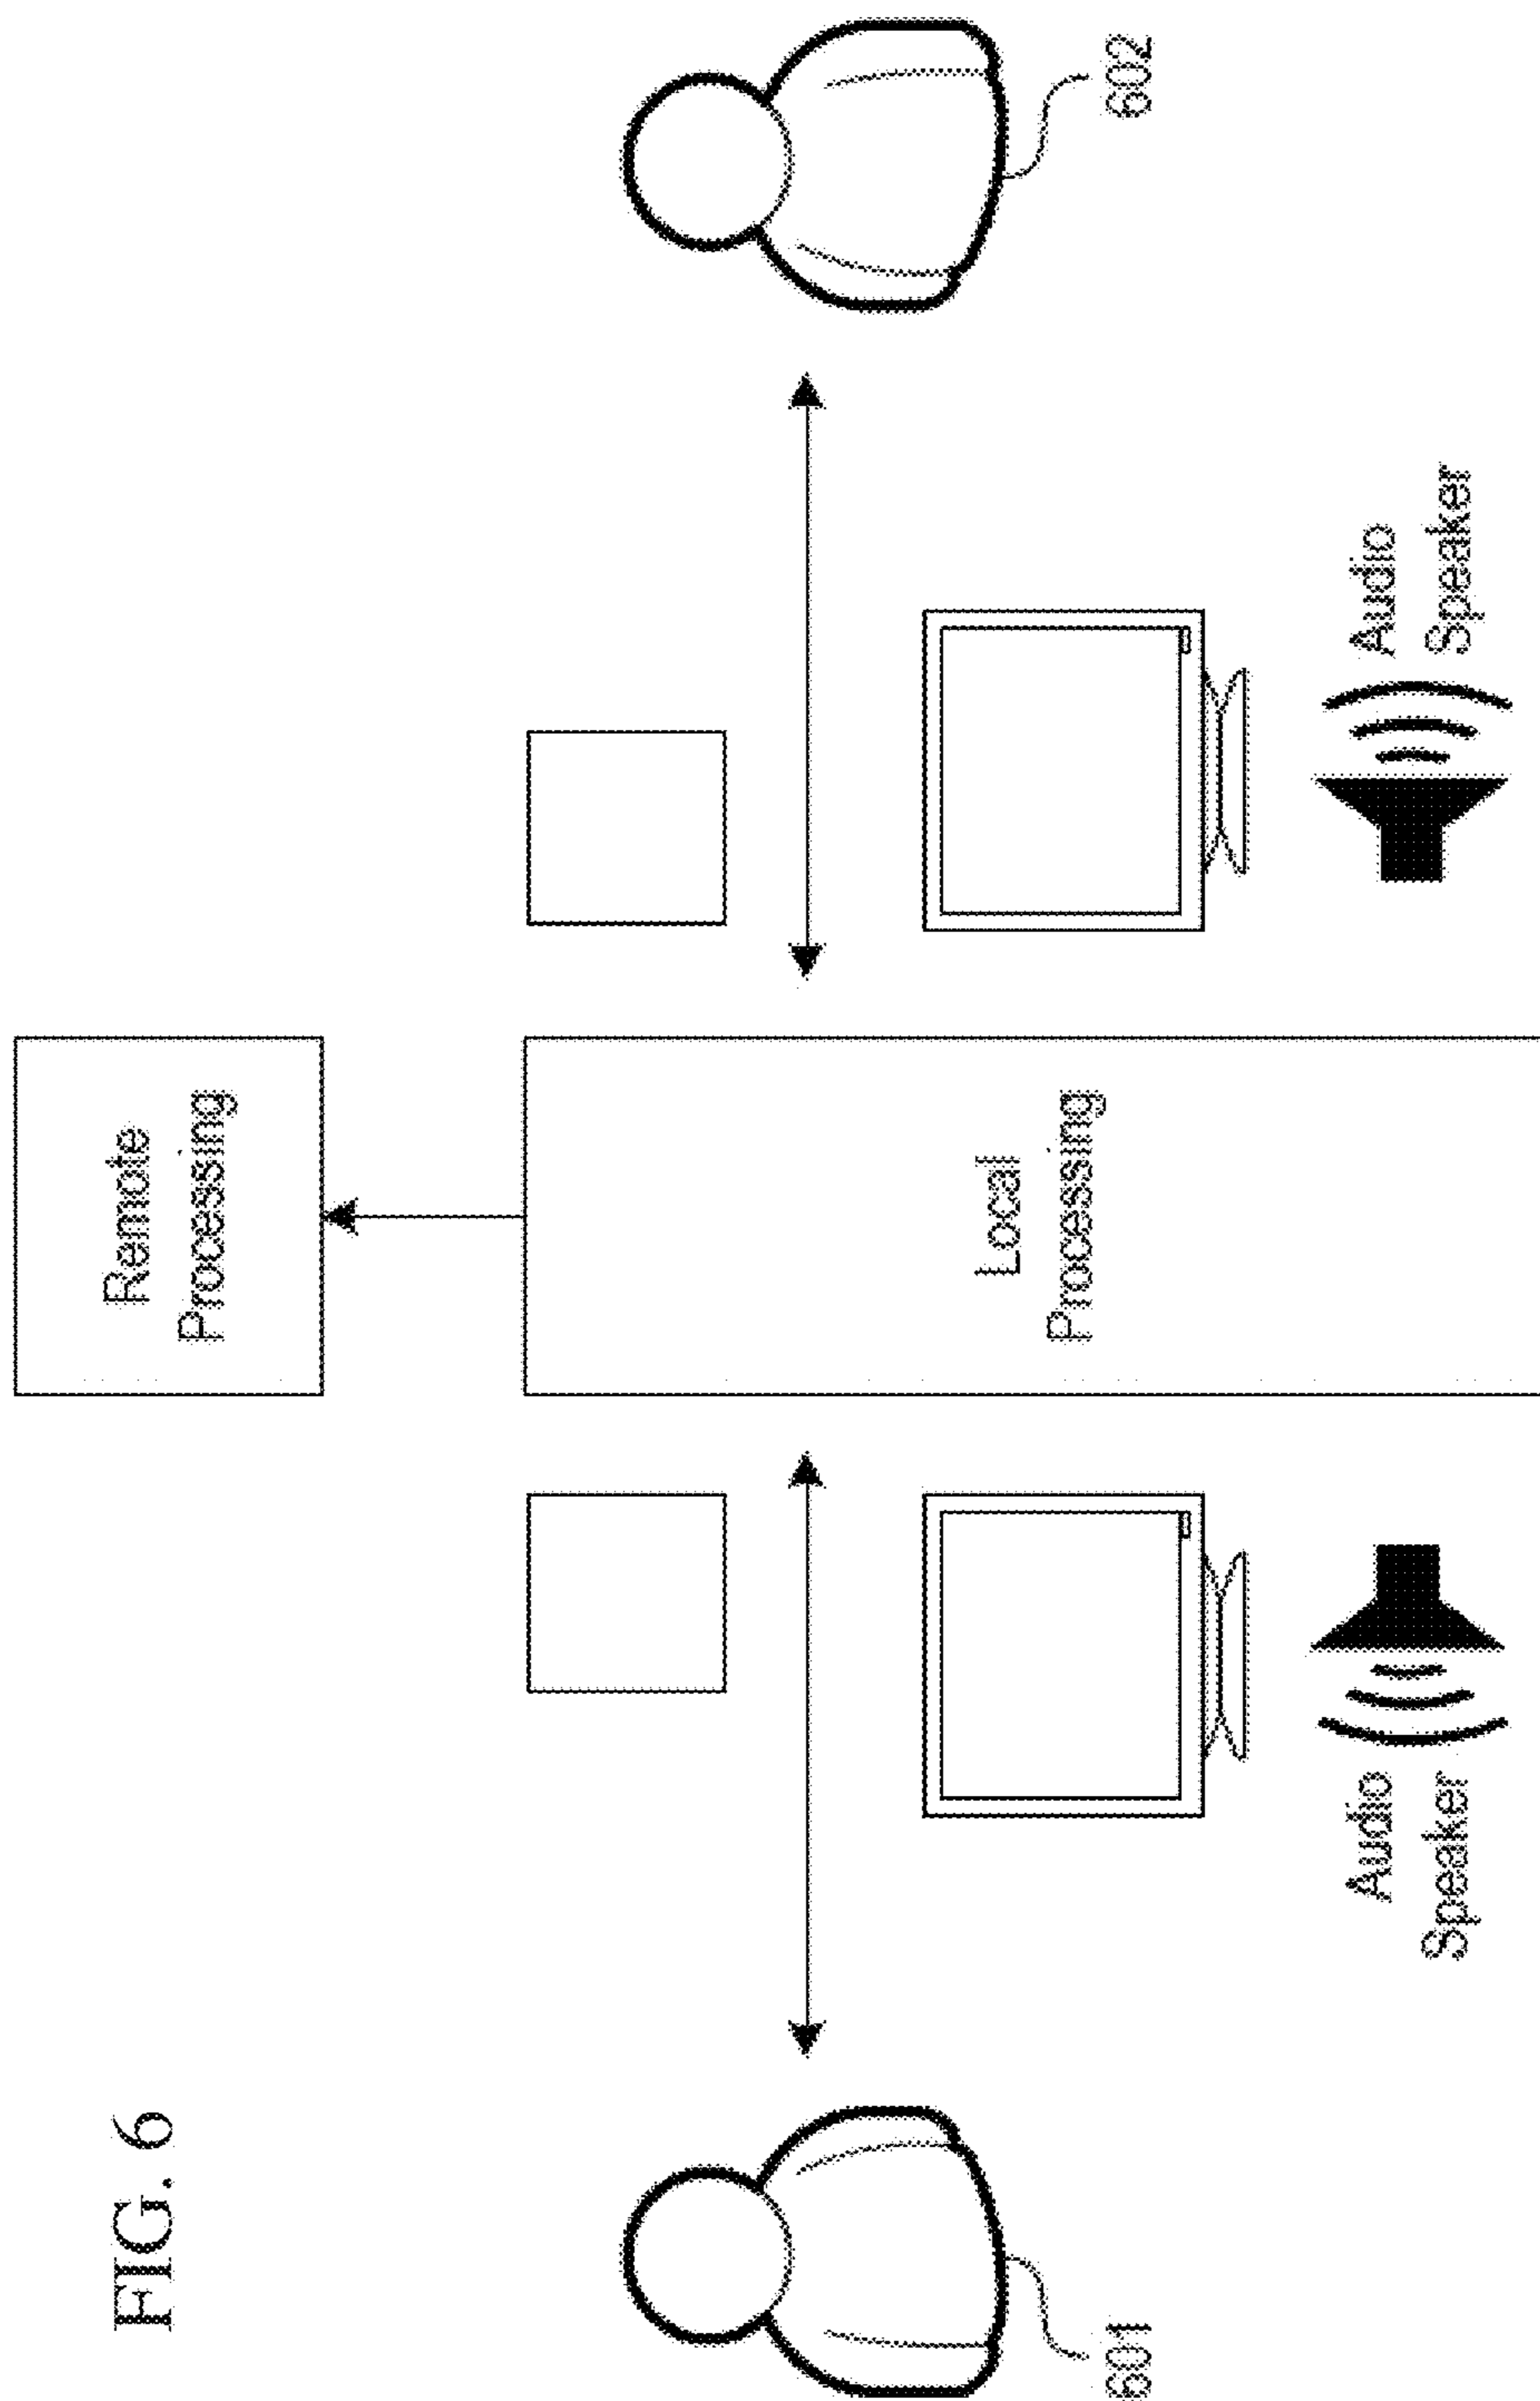 FIG. 6
Remote
Processing
Local
Processing
Audio
Speaker
Audio
Speaker
601
602